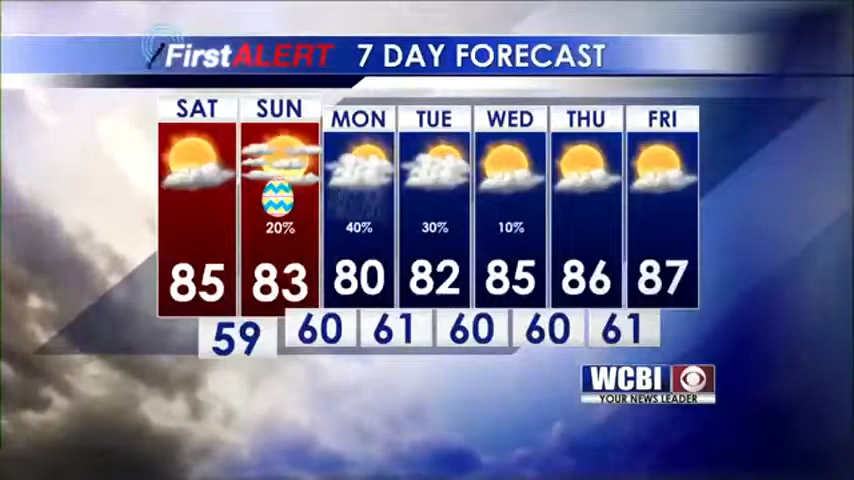 FirstALERT 7 DAY FORECAST
SAT SUN MON TUE WED THU FRI
20% 40% 30% 10%
85 83 80 82 85 86 87
59 60 61 60 60 61
WCBI
YOUR NEWS LEADER